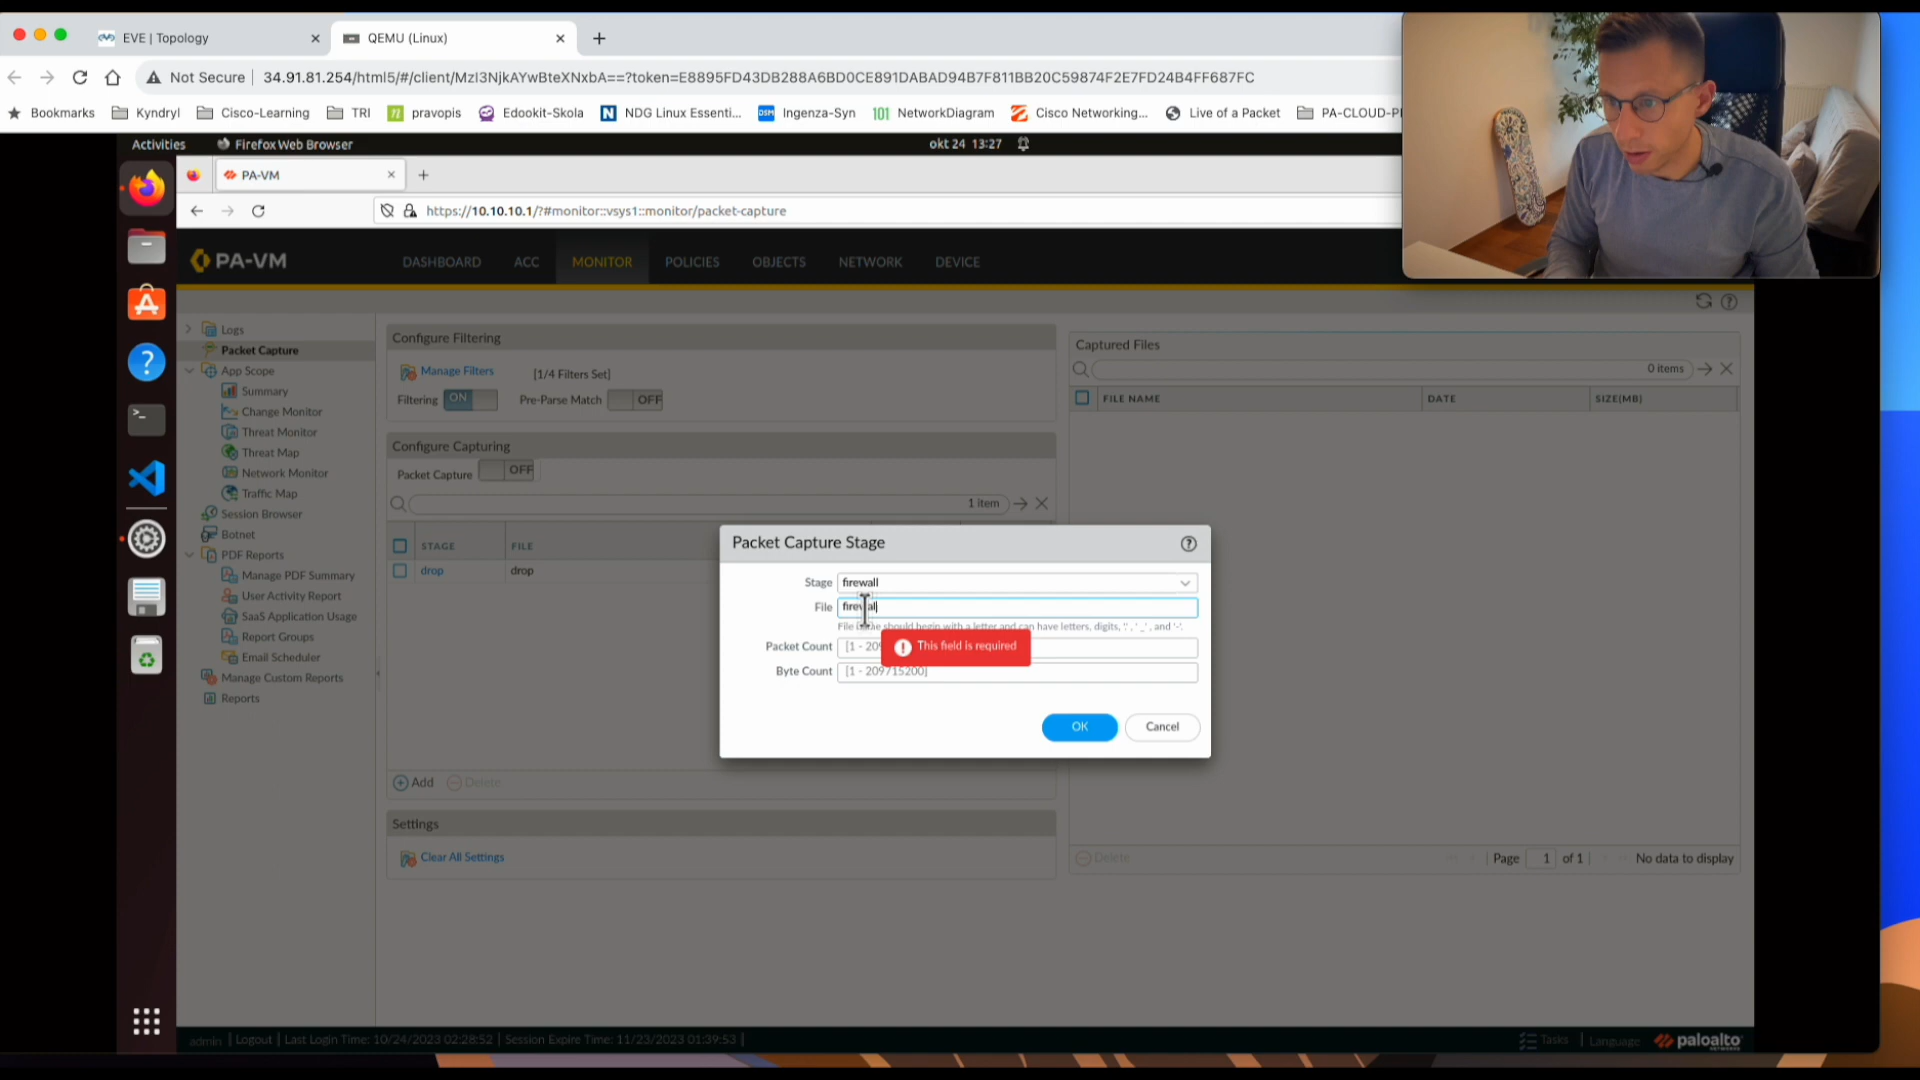 EVE | Topology
QEMU (Linux)
Not Secure
34.91.81.254/html5/#/client/MzI3NjkAYwBteXNxbA==?token=E8895FD43DB288A6BD0CE891DABAD94B7F811BB20C59874F2E7FD24B4FF687FC
Bookmarks
Kyndryl
Cisco-Learning
TRI
pravopis
Edookit-Skola
NDG Linux Essenti...
Ingenza-Syn
NetworkDiagram
Cisco Networking...
Live of a Packet
PA-CLOUD-P
Activities
Firefox Web Browser
okt 24 13:27
PA-VM
https://10.10.10.1/?#monitor::vsys1::monitor/packet-capture
PA-VM
DASHBOARD
ACC
MONITOR
POLICIES
OBJECTS
NETWORK
DEVICE
Logs
Packet Capture
App Scope
Summary
Change Monitor
Threat Monitor
Threat Map
Network Monitor
Traffic Map
Session Browser
Botnet
PDF Reports
Manage PDF Summary
User Activity Report
SaaS Application Usage
Report Groups
Email Scheduler
Manage Custom Reports
Reports
Configure Filtering
Manage Filters
[1/4 Filters Set]
Filtering ON
Pre-Parse Match OFF
Configure Capturing
Packet Capture OFF
1 item
STAGE
FILE
drop
drop
Add
Delete
Settings
Clear All Settings
Captured Files
0 items
FILE NAME
DATE
SIZE(MB)
Delete
Page 1 of 1
No data to display
Packet Capture Stage
Stage firewall
File
should begin with a letter and can have letters, digits, '.', '_', and '-'.
Packet Count [1 - 209
This field is required
Byte Count [1 - 209715200]
OK
Cancel
admin | Logout | Last Login Time: 10/24/2023 02:28:52 | Session Expire Time: 11/23/2023 01:39:53 |
Tasks | Language
paloalto